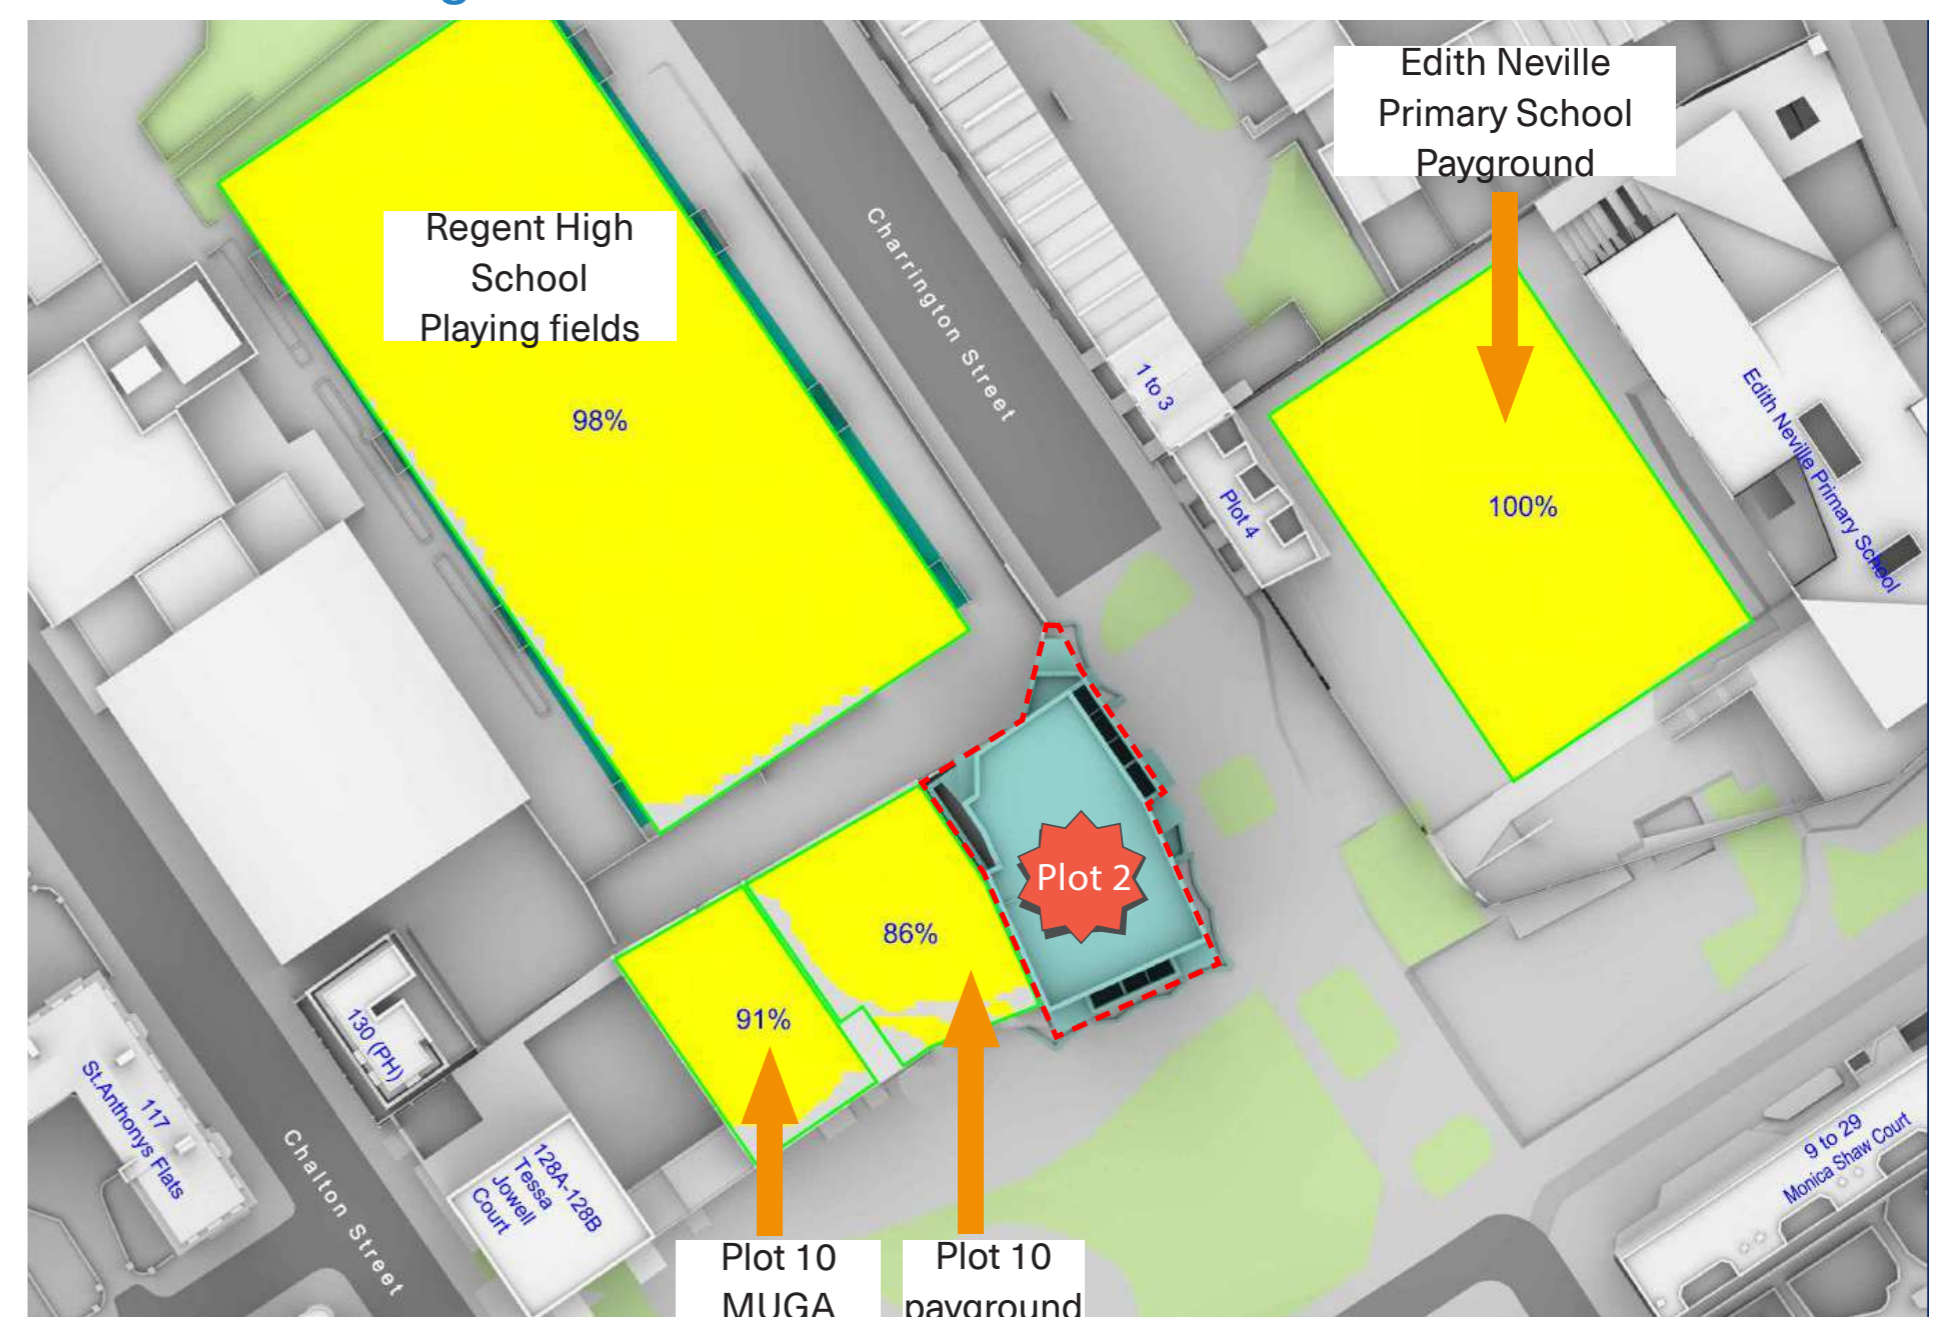 Edith Neville
Primary School
Payground
Regent High
School
Playing fields
Charrington Street
98%
1 to 3
Plot 4
100%
Edith Neville Primary School
Plot 2
86%
91%
130 (PH)
117
St.Anthonys Flats
Chalton Street
128A-128B
Tessa
Jowell
Court
9 to 29
Monica Shaw Court
Plot 10
MUGA
Plot 10
payground